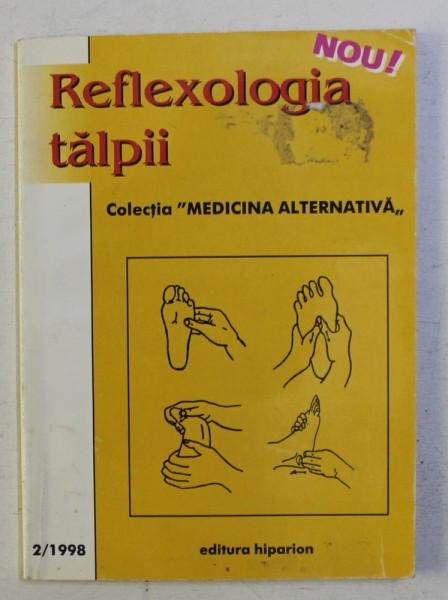 NOU!
Reflexologia
tălpii
Colecția "MEDICINA ALTERNATIVĂ„
2/1998
editura hiparion